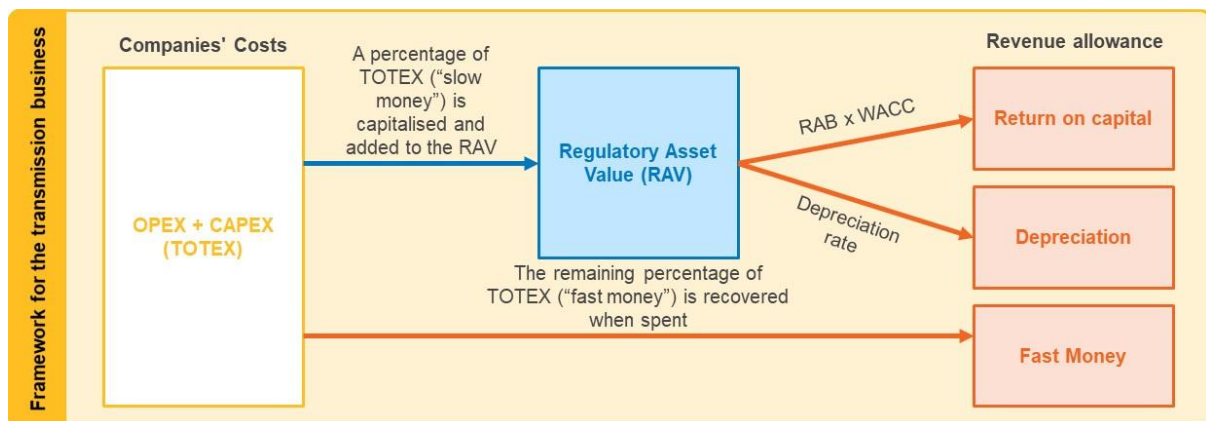 Framework for the transmission business
Companies' Costs
OPEX + CAPEX
(TOTEX)
A percentage of
TOTEX ("slow
money") is
capitalised and
added to the RAV
Regulatory Asset
Value (RAV)
The remaining percentage of
TOTEX ("fast money") is recovered
when spent
RAB x WACC
Depreciation
rate
Revenue allowance
Return on capital
Depreciation
Fast Money